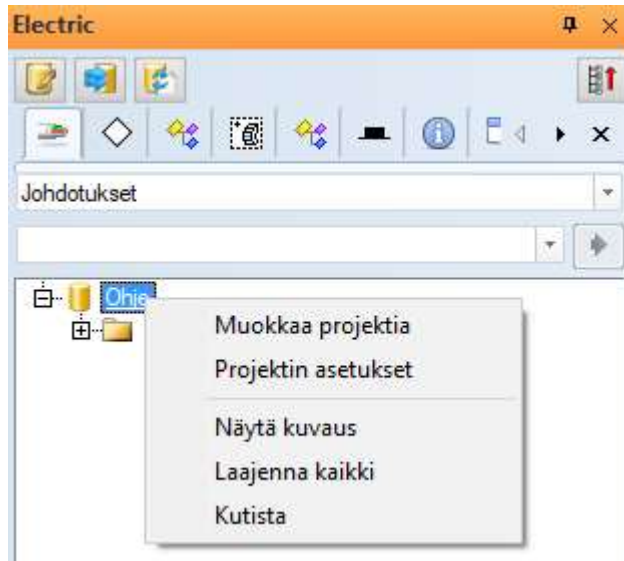 Electric
Johdotukset
Ohje
Muokkaa projektia
Projektin asetukset
Näytä kuvaus
Laajenna kaikki
Kutista